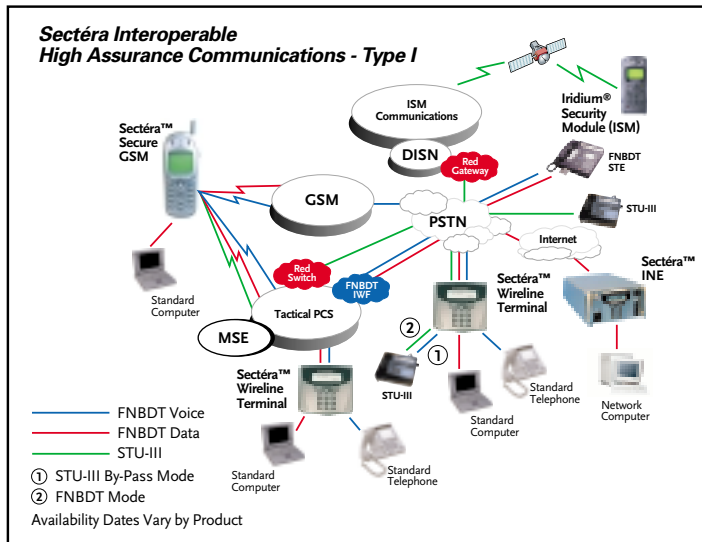 Sectéra Interoperable
High Assurance Communications - Type I
ISM
Communications
Iridium®
Security
Module (ISM)
Sectéra™
Secure
GSM
DISN
Red
Gateway
FNBDT
STE
GSM
PSTN
STU-III
Internet
Sectéra™
INE
Standard
Computer
Red
Switch
FNBDT
IWF
Sectéra™
Wireline
Terminal
Tactical PCS
MSE
②
①
Sectéra™
Wireline
Terminal
STU-III
Standard
Computer
Standard
Telephone
Network
Computer
FNBDT Voice
FNBDT Data
STU-III
① STU-III By-Pass Mode
② FNBDT Mode
Availability Dates Vary by Product
Standard
Computer
Standard
Telephone